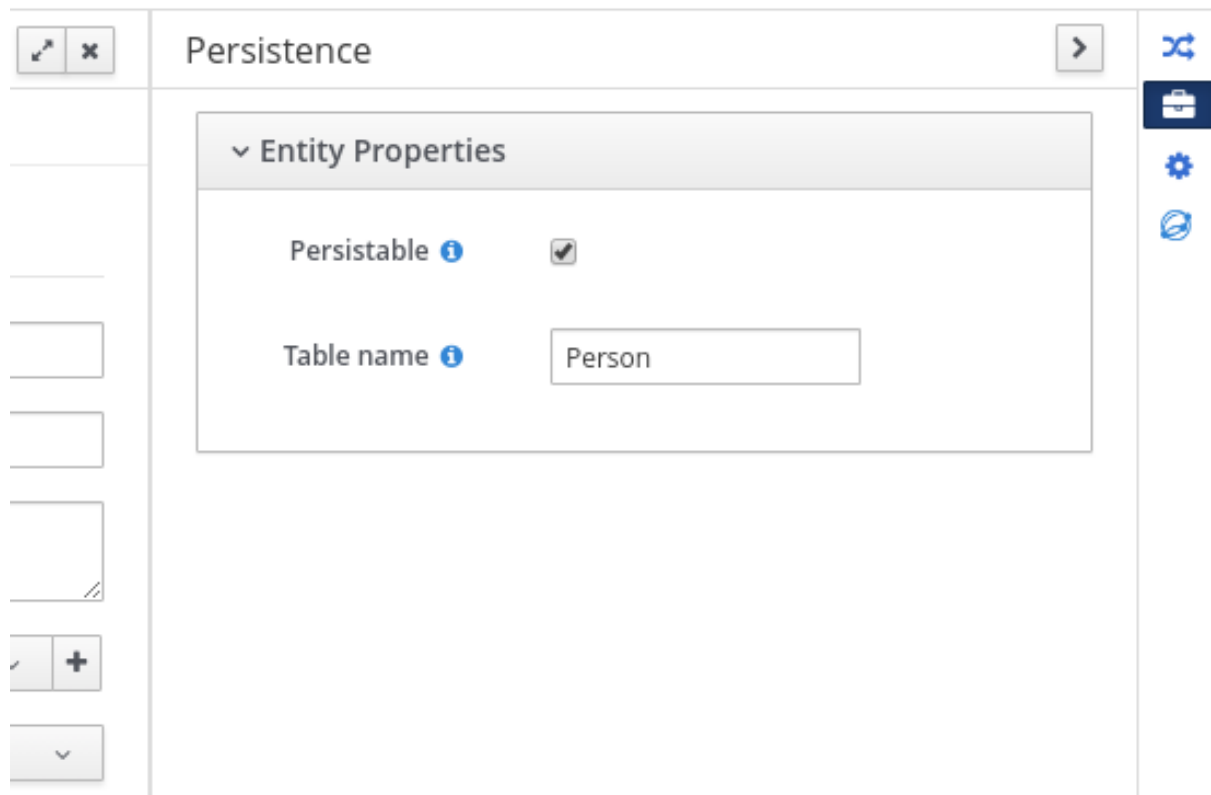 Persistence
Entity Properties
Persistable
Table name
Person